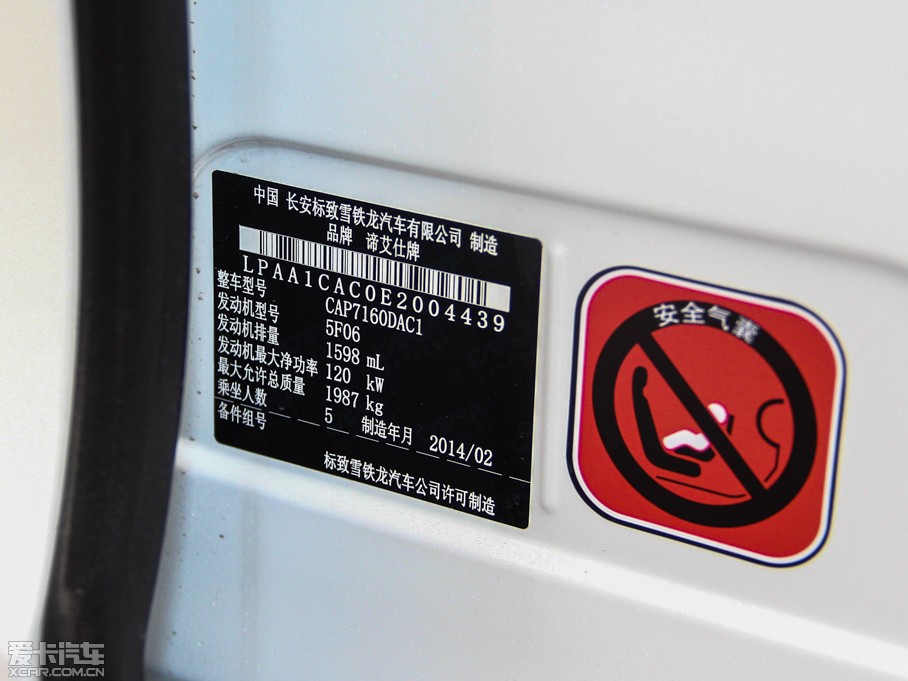 中国 长安标致雪铁龙汽车有限公司 制造
品牌 谛艾仕牌
LPAA1CAC0E2004439
整车型号 CAP7160DAC1
发动机型号 5F06
发动机排量 1598 mL
发动机最大净功率 120 kW
最大允许总质量 1987 kg
乘坐人数 5 制造年月 2014/02
备件组号
标致雪铁龙汽车公司许可制造
安全气囊
爱卡汽车
XCAR.COM.CN